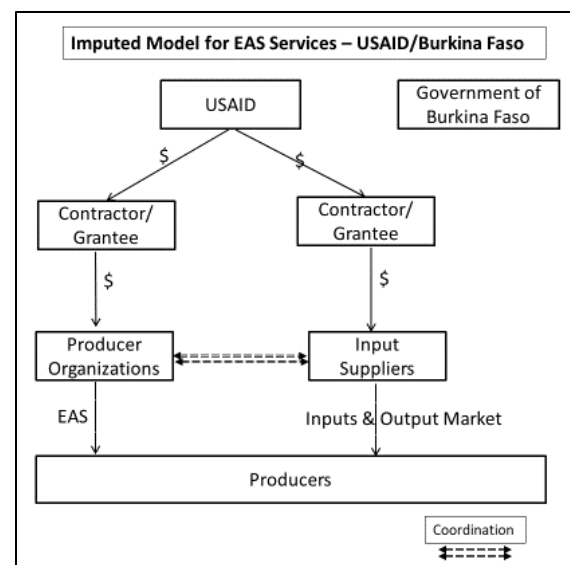 Imputed Model for EAS Services – USAID/Burkina Faso
USAID
Government of
Burkina Faso
$
$
Contractor/
Grantee
Contractor/
Grantee
$
$
Producer
Organizations
Input
Suppliers
EAS
Inputs & Output Market
Producers
Coordination